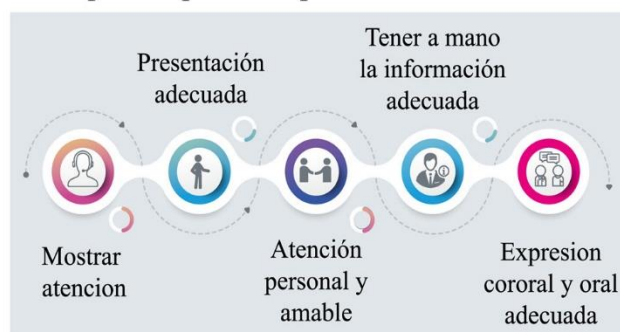 Mostrar
atencion
Presentación
adecuada
Atención
personal y
amable
Tener a mano
la información
adecuada
Expresion
cororal y oral
adecuada